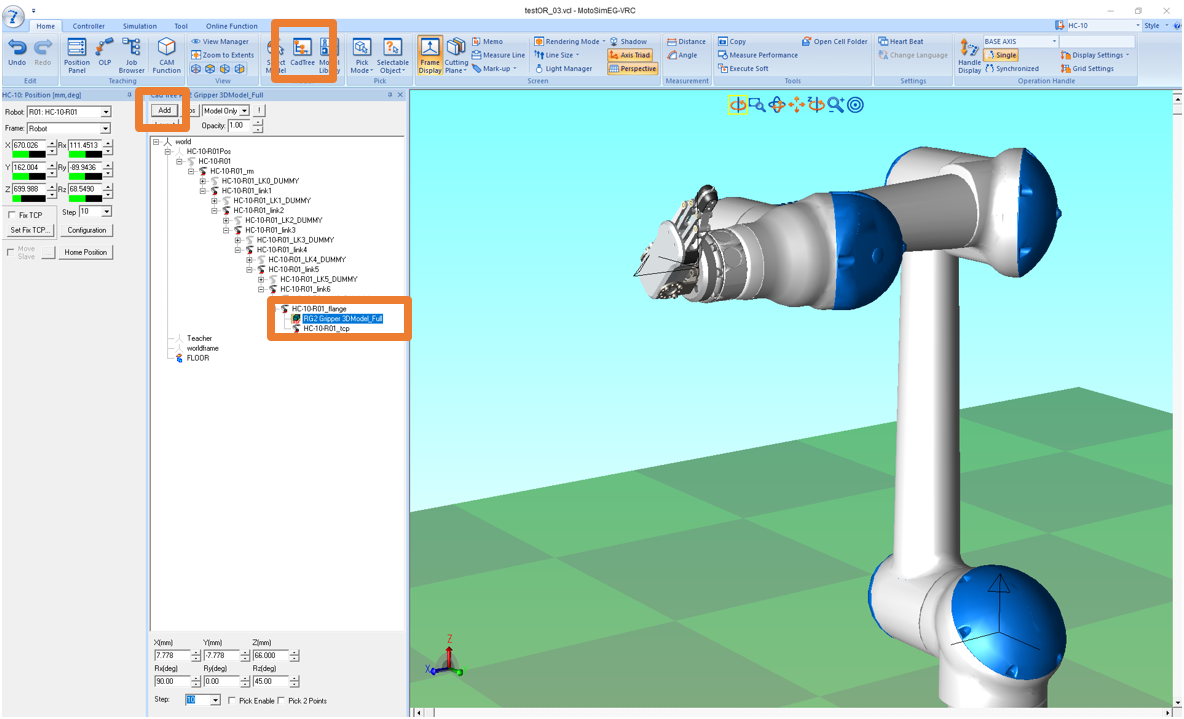 testOR_03.vcl - MotoSimEG-VRC
Home Controller Simulation Tool Online Function
HC-10 Style
Undo Redo
Edit
Position Panel OLP Job Browser CAM Function
Teaching
View Manager
Zoom to Extents
View
CadTree
Pick Mode Selectable Object
Pick
Frame Display Cutting Plane
Memo
Measure Line
Mark-up
Rendering Mode
Line Size
Light Manager
Shadow
Axis Triad
Perspective
Screen
Distance
Angle
Measurement
Copy
Measure Performance
Execute Soft
Open Cell Folder
Tools
Heart Beat
Change Language
Settings
Handle Display
BASE AXIS
Single
Synchronized
Display Settings
Grid Settings
Operation Handle
HC-10: Position [mm,deg]
Robot: R01: HC-10-R01
Frame: Robot
X 670.026 Rx 111.4513
Y 162.004 Ry -89.9436
Z 699.988 Rz 68.5490
Fix TCP Step 10
Set Fix TCP... Configuration
Move Slave ... Home Position
2 Gripper 3DModel_Full
Add Model Only !
Opacity: 1.00
world
HC-10-R01Pos
HC-10-R01
HC-10-R01_rm
HC-10-R01_LK0_DUMMY
HC-10-R01_link1
HC-10-R01_LK1_DUMMY
HC-10-R01_link2
HC-10-R01_LK2_DUMMY
HC-10-R01_link3
HC-10-R01_LK3_DUMMY
HC-10-R01_link4
HC-10-R01_LK4_DUMMY
HC-10-R01_link5
HC-10-R01_LK5_DUMMY
HC-10-R01_link6
HC-10-R01_flange
RG2 Gripper 3DModel_Full
HC-10-R01_tcp
Teacher
worldframe
FLOOR
X(mm) Y(mm) Z(mm)
7.778 -7.778 66.000
Rx(deg) Ry(deg) Rz(deg)
90.00 0.00 45.00
Step: 10 Pick Enable Pick 2 Points
Z
X